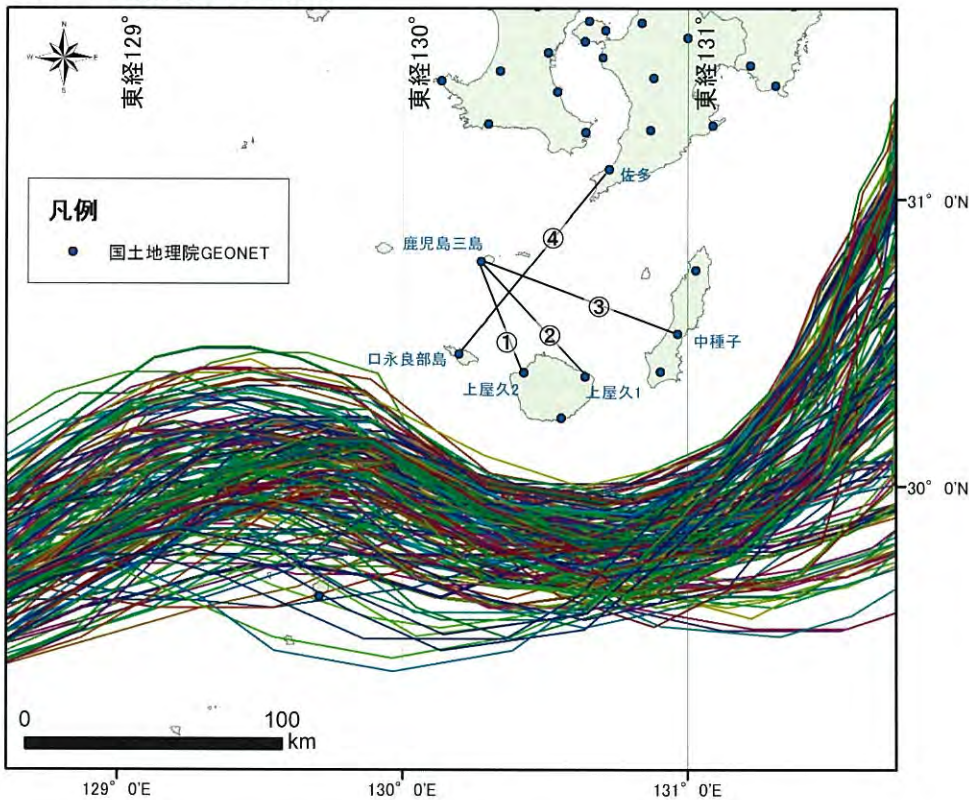 N
W
E
S
東経129°
東経130°
東経131°
凡例
国土地理院GEONET
佐多
鹿児島三島
④
③
①
②
中種子
口永良部島
上屋久2
上屋久1
31° 0'N
30° 0'N
0
100
km
129° 0'E
130° 0'E
131° 0'E